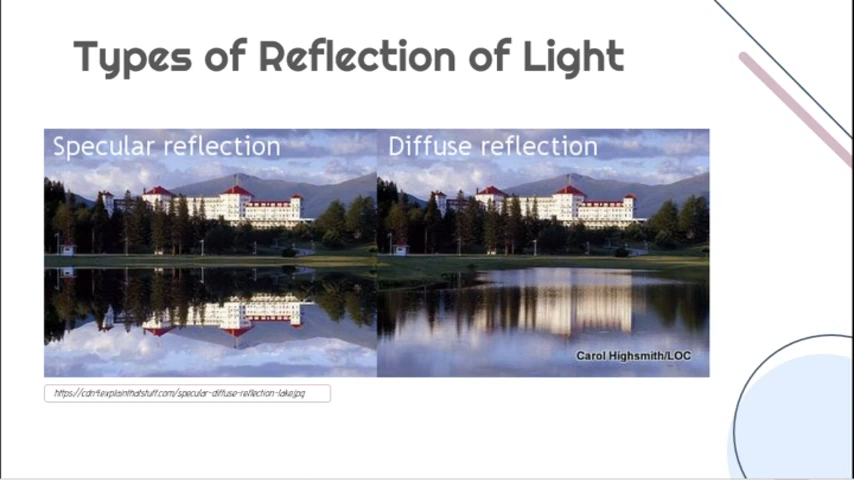 Types of Reflection of Light
Specular reflection
Diffuse reflection
Carol Highsmith/LOC
https://cdn4.explainthatstuff.com/specular-diffuse-reflection-lake.jpg